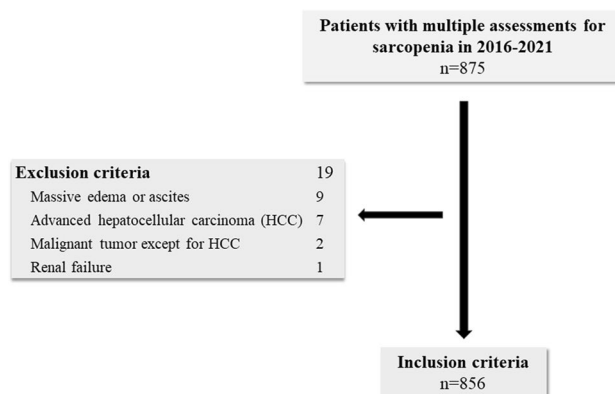 Patients with multiple assessments for
sarcopenia in 2016-2021
n=875
Exclusion criteria 19
Massive edema or ascites 9
Advanced hepatocellular carcinoma (HCC) 7
Malignant tumor except for HCC 2
Renal failure 1
Inclusion criteria
n=856